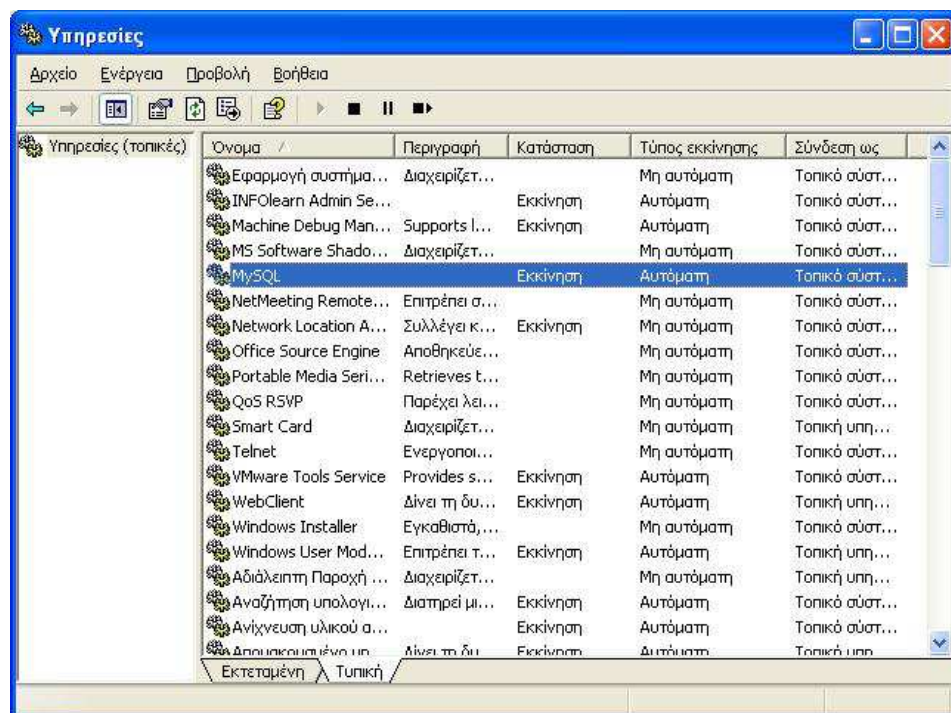 Υπηρεσίες
Αρχείο Ενέργεια Προβολή Βοήθεια
Υπηρεσίες (τοπικές)
Όνομα Περιγραφή Κατάσταση Τύπος εκκίνησης Σύνδεση ως
Εφαρμογή συστήμα... Διαχειρίζετ... Μη αυτόματη Τοπικό σύστ...
INFOlearn Admin Se... Εκκίνηση Αυτόματη Τοπικό σύστ...
Machine Debug Man... Supports l... Εκκίνηση Αυτόματη Τοπικό σύστ...
MS Software Shado... Διαχειρίζετ... Μη αυτόματη Τοπικό σύστ...
MySQL Εκκίνηση Αυτόματη Τοπικό σύστ...
NetMeeting Remote... Επιτρέπει σ... Μη αυτόματη Τοπικό σύστ...
Network Location A... Συλλέγει κ... Εκκίνηση Μη αυτόματη Τοπικό σύστ...
Office Source Engine Αποθηκεύε... Μη αυτόματη Τοπικό σύστ...
Portable Media Seri... Retrieves t... Μη αυτόματη Τοπικό σύστ...
QoS RSVP Παρέχει λει... Μη αυτόματη Τοπικό σύστ...
Smart Card Διαχειρίζετ... Μη αυτόματη Τοπική υπη...
Telnet Ενεργοποι... Μη αυτόματη Τοπικό σύστ...
VMware Tools Service Provides s... Εκκίνηση Αυτόματη Τοπικό σύστ...
WebClient Δίνει τη δυ... Εκκίνηση Αυτόματη Τοπική υπη...
Windows Installer Εγκαθιστά,... Μη αυτόματη Τοπικό σύστ...
Windows User Mod... Επιτρέπει τ... Εκκίνηση Αυτόματη Τοπική υπη...
Αδιάλειπτη Παροχή ... Διαχειρίζετ... Μη αυτόματη Τοπική υπη...
Αναζήτηση υπολογι... Διατηρεί μι... Εκκίνηση Αυτόματη Τοπικό σύστ...
Ανίχνευση υλικού α... Εκκίνηση Αυτόματη Τοπικό σύστ...
Δίνει τη δυ... Εκκίνηση Αυτόματη
Εκτεταμένη Τυπική